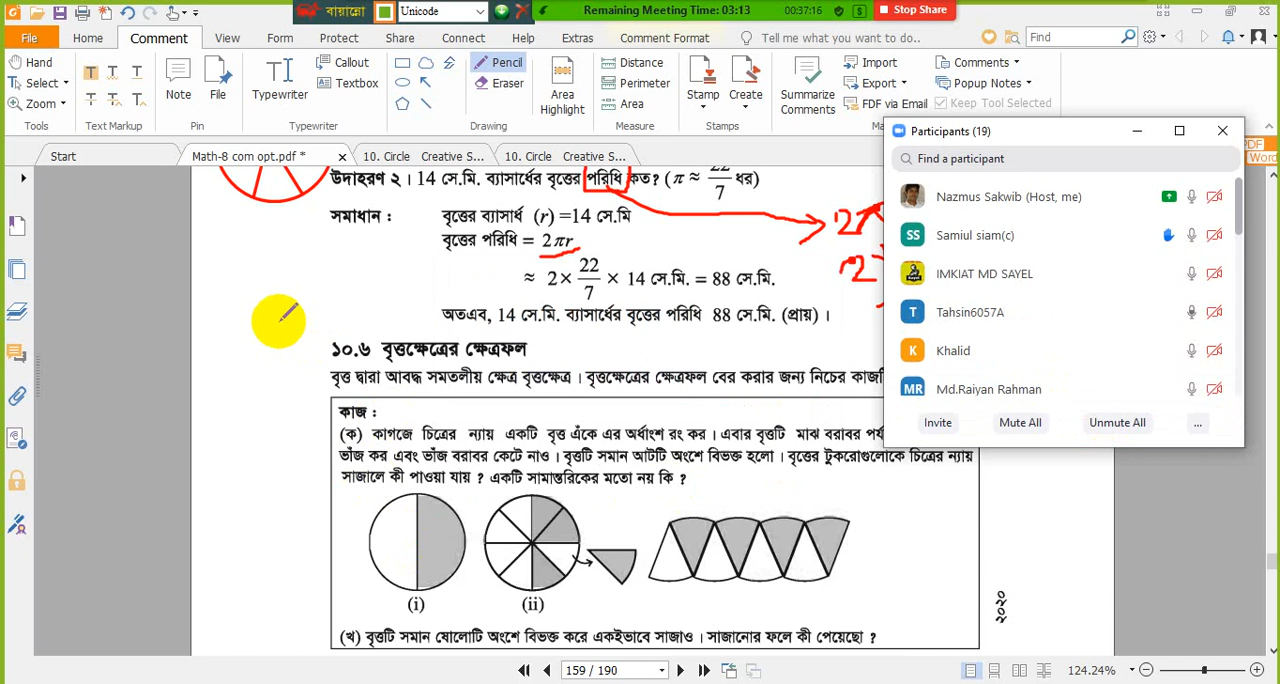 বায়ান্নো
Unicode
Remaining Meeting Time: 03:13
00:37:16
Stop Share
File
Home
Comment
View
Form
Protect
Share
Connect
Help
Extras
Comment Format
Tell me what you want to do..
Find
Hand
Select
Zoom
Tools
Text Markup
Note
File
Pin
Typewriter
Callout
Textbox
Typewriter
Pencil
Eraser
Drawing
Area Highlight
Distance
Perimeter
Area
Measure
Stamp
Create
Stamps
Summarize Comments
Import
Export
FDF via Email
Comments
Popup Notes
Keep Tool Selected
Start
Math-8 com opt.pdf *
10. Circle Creative S...
10. Circle Creative S...
PDF
Word
উদাহরণ ২। 14 সে.মি. ব্যাসার্ধের বৃত্তের পরিধি কত? (π ≈ 22/7 ধর)
সমাধান : বৃত্তের ব্যাসার্ধ (r) =14 সে.মি
বৃত্তের পরিধি = 2πr
≈ 2× 22/7 × 14 সে.মি. = 88 সে.মি.
অতএব, 14 সে.মি. ব্যাসার্ধের বৃত্তের পরিধি 88 সে.মি. (প্রায়)।
2π
2
১০.৬ বৃত্তক্ষেত্রের ক্ষেত্রফল
বৃত্ত দ্বারা আবদ্ধ সমতলীয় ক্ষেত্র বৃত্তক্ষেত্র। বৃত্তক্ষেত্রের ক্ষেত্রফল বের করার জন্য নিচের কাজটি
কাজ :
(ক) কাগজে চিত্রের ন্যায় একটি বৃত্ত এঁকে এর অর্ধাংশ রং কর। এবার বৃত্তটি মাঝ বরাবর
ভাঁজ কর এবং ভাঁজ বরাবর কেটে নাও। বৃত্তটি সমান আটটি অংশে বিভক্ত হলো। বৃত্তের টুকরোগুলোকে চিত্রের ন্যায়
সাজালে কী পাওয়া যায় ? একটি সামান্তরিকের মতো নয় কি ?
(i)
(ii)
(খ) বৃত্তটি সমান ষোলোটি অংশে বিভক্ত করে একইভাবে সাজাও। সাজানোর ফলে কী পেয়েছো ?
২০২০
Participants (19)
Find a participant
Nazmus Sakwib (Host, me)
SS Samiul siam(c)
IMKIAT MD SAYEL
T Tahsin6057A
K Khalid
MR Md.Raiyan Rahman
Invite
Mute All
Unmute All
...
159 / 190
124.24%